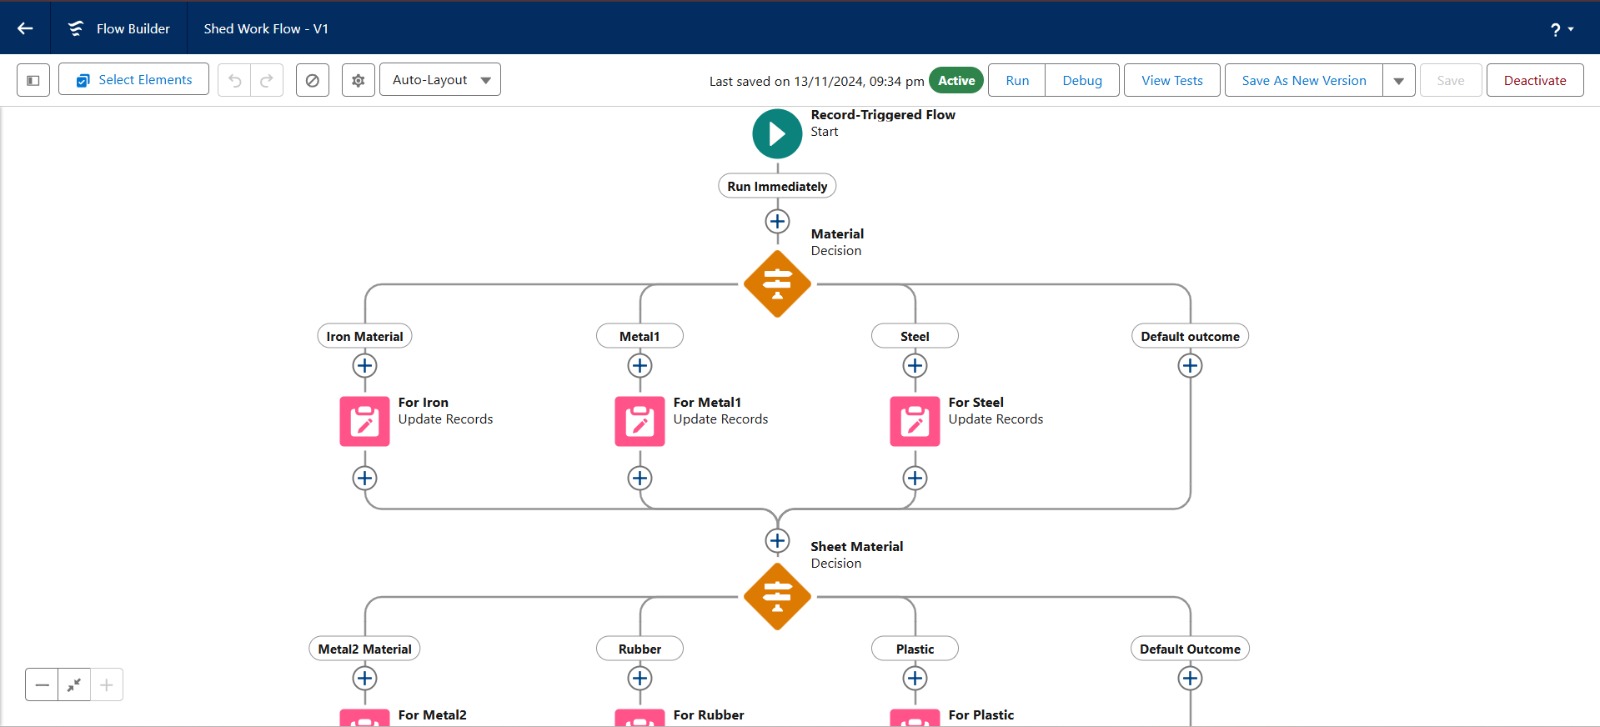 Flow Builder
Shed Work Flow - V1
?
Select Elements
Auto-Layout
Last saved on 13/11/2024, 09:34 pm
Active
Run
Debug
View Tests
Save As New Version
Save
Deactivate
Record-Triggered Flow
Start
Run Immediately
Material
Decision
Iron Material
Metal1
Steel
Default outcome
For Iron
Update Records
For Metal1
Update Records
For Steel
Update Records
Sheet Material
Decision
Metal2 Material
Rubber
Plastic
Default Outcome
For Metal2
For Rubber
For Plastic